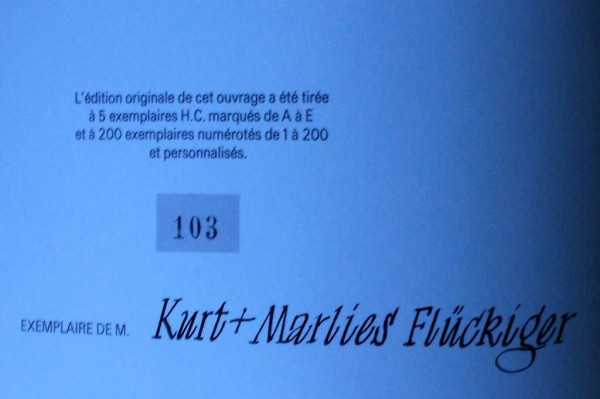 L'édition originale de cet ouvrage a été tirée
à 5 exemplaires H.C. marqués de A à E
et à 200 exemplaires numérotés de 1 à 200
et personnalisés.
103
EXEMPLAIRE DE M. Kurt+Marlies Flückiger